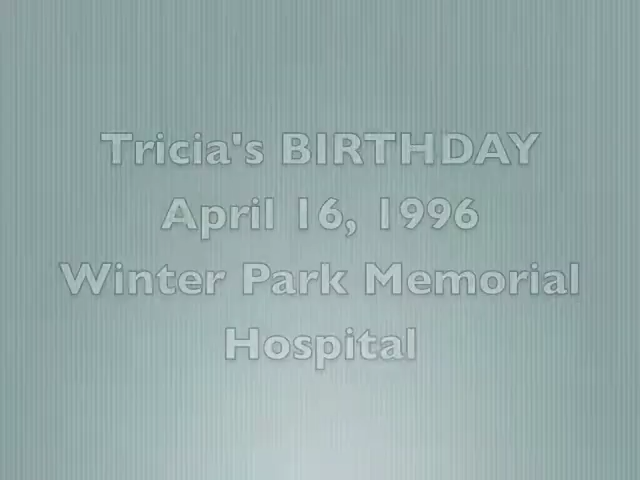 Tricia's BIRTHDAY
April 16, 1996
Winter Park Memorial
Hospital